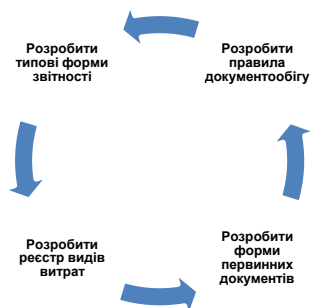 Розробити
типові форми
звітності
Розробити
правила
документообігу
Розробити
реєстр видів
витрат
Розробити
форми
первинних
документів